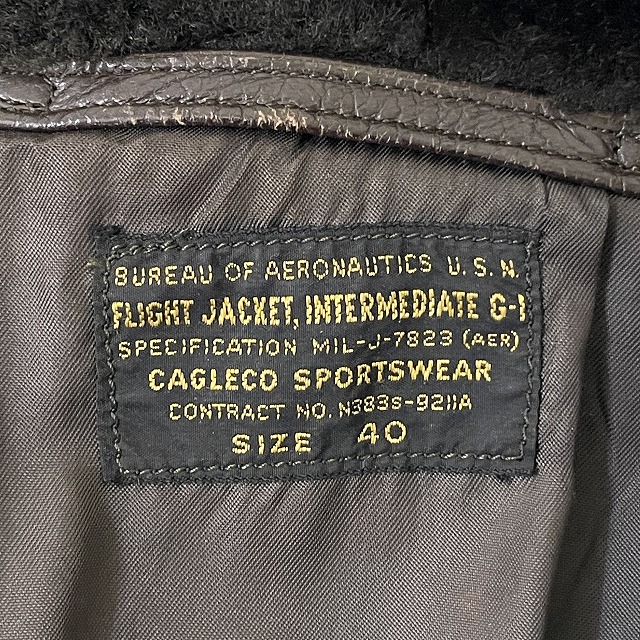 BUREAU OF AERONAUTICS U.S.N.
FLIGHT JACKET, INTERMEDIATE G-1
SPECIFICATION MIL-J-7823 (AER)
CAGLECO SPORTSWEAR
CONTRACT NO. N383s-9211A
SIZE 40